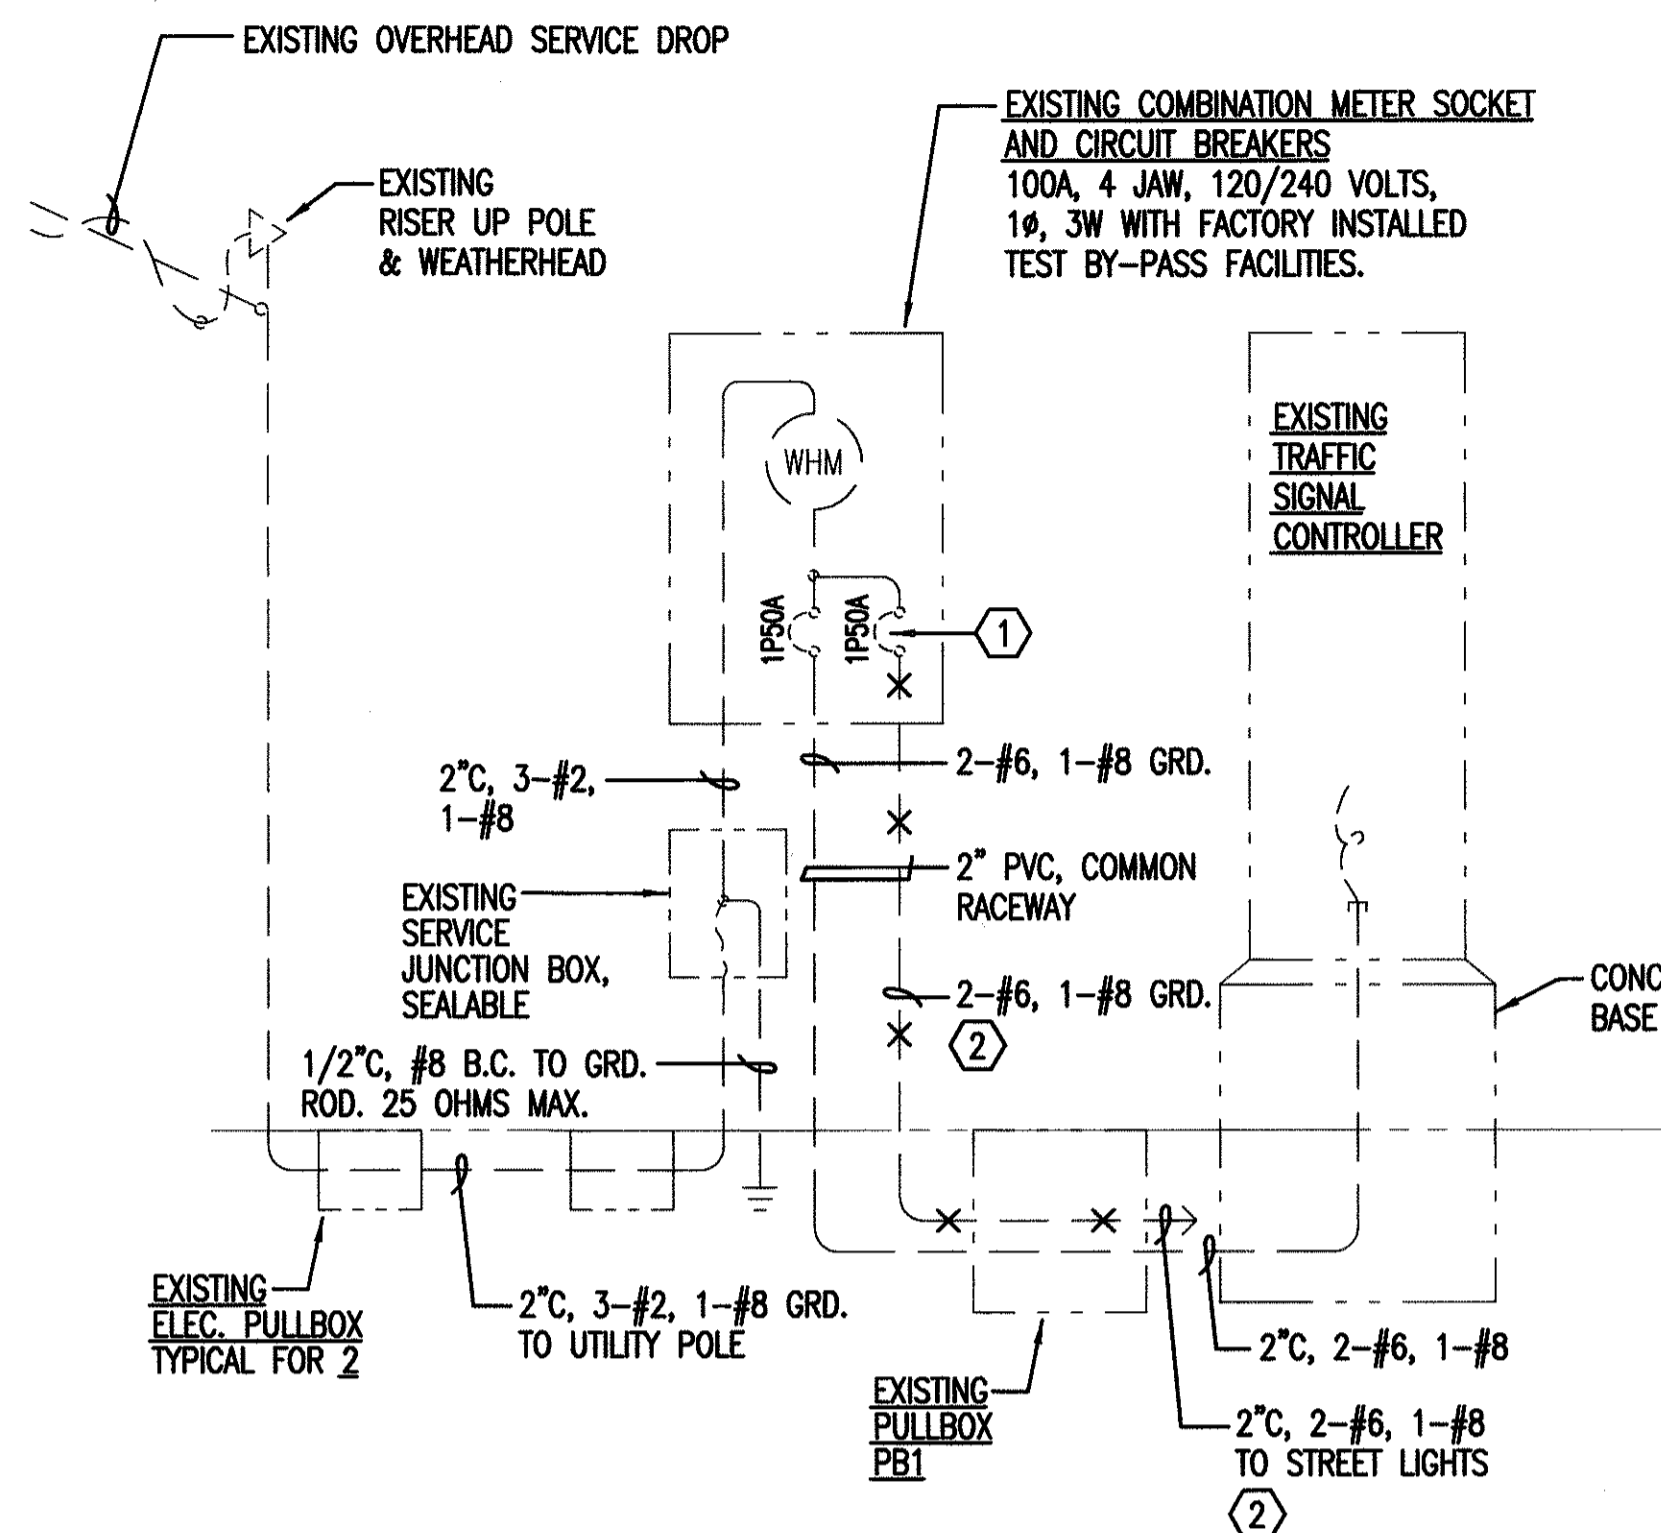 EXISTING OVERHEAD SERVICE DROP
EXISTING
RISER UP POLE
& WEATHERHEAD
EXISTING COMBINATION METER SOCKET
AND CIRCUIT BREAKERS
100A, 4 JAW, 120/240 VOLTS,
1ø, 3W WITH FACTORY INSTALLED
TEST BY-PASS FACILITIES.
WHM
1P50A
1P50A
1
EXISTING
TRAFFIC
SIGNAL
CONTROLLER
2"C, 3-#2,
1-#8
2-#6, 1-#8 GRD.
2" PVC, COMMON
RACEWAY
EXISTING
SERVICE
JUNCTION BOX,
SEALABLE
2-#6, 1-#8 GRD.
2
CONC
BASE
1/2"C, #8 B.C. TO GRD.
ROD. 25 OHMS MAX.
EXISTING
ELEC. PULLBOX
TYPICAL FOR 2
2"C, 3-#2, 1-#8 GRD.
TO UTILITY POLE
EXISTING
PULLBOX
PB1
2"C, 2-#6, 1-#8
2"C, 2-#6, 1-#8
TO STREET LIGHTS
2